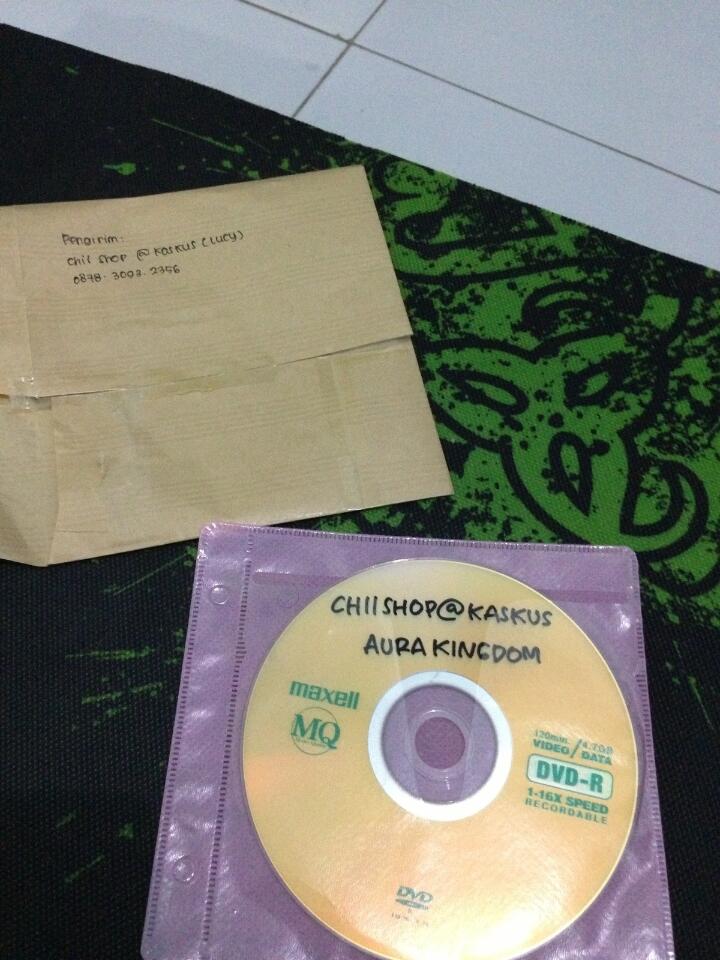 Pengirim:
Chii Shop @ Kaskus (Lucy)
0878-3093-2356
CHIISHOP@KASKUS
AURA KINGDOM
maxell
MQ
120min. / 4.7GB
VIDEO / DATA
DVD-R
1-16X SPEED
RECORDABLE
DVD
R